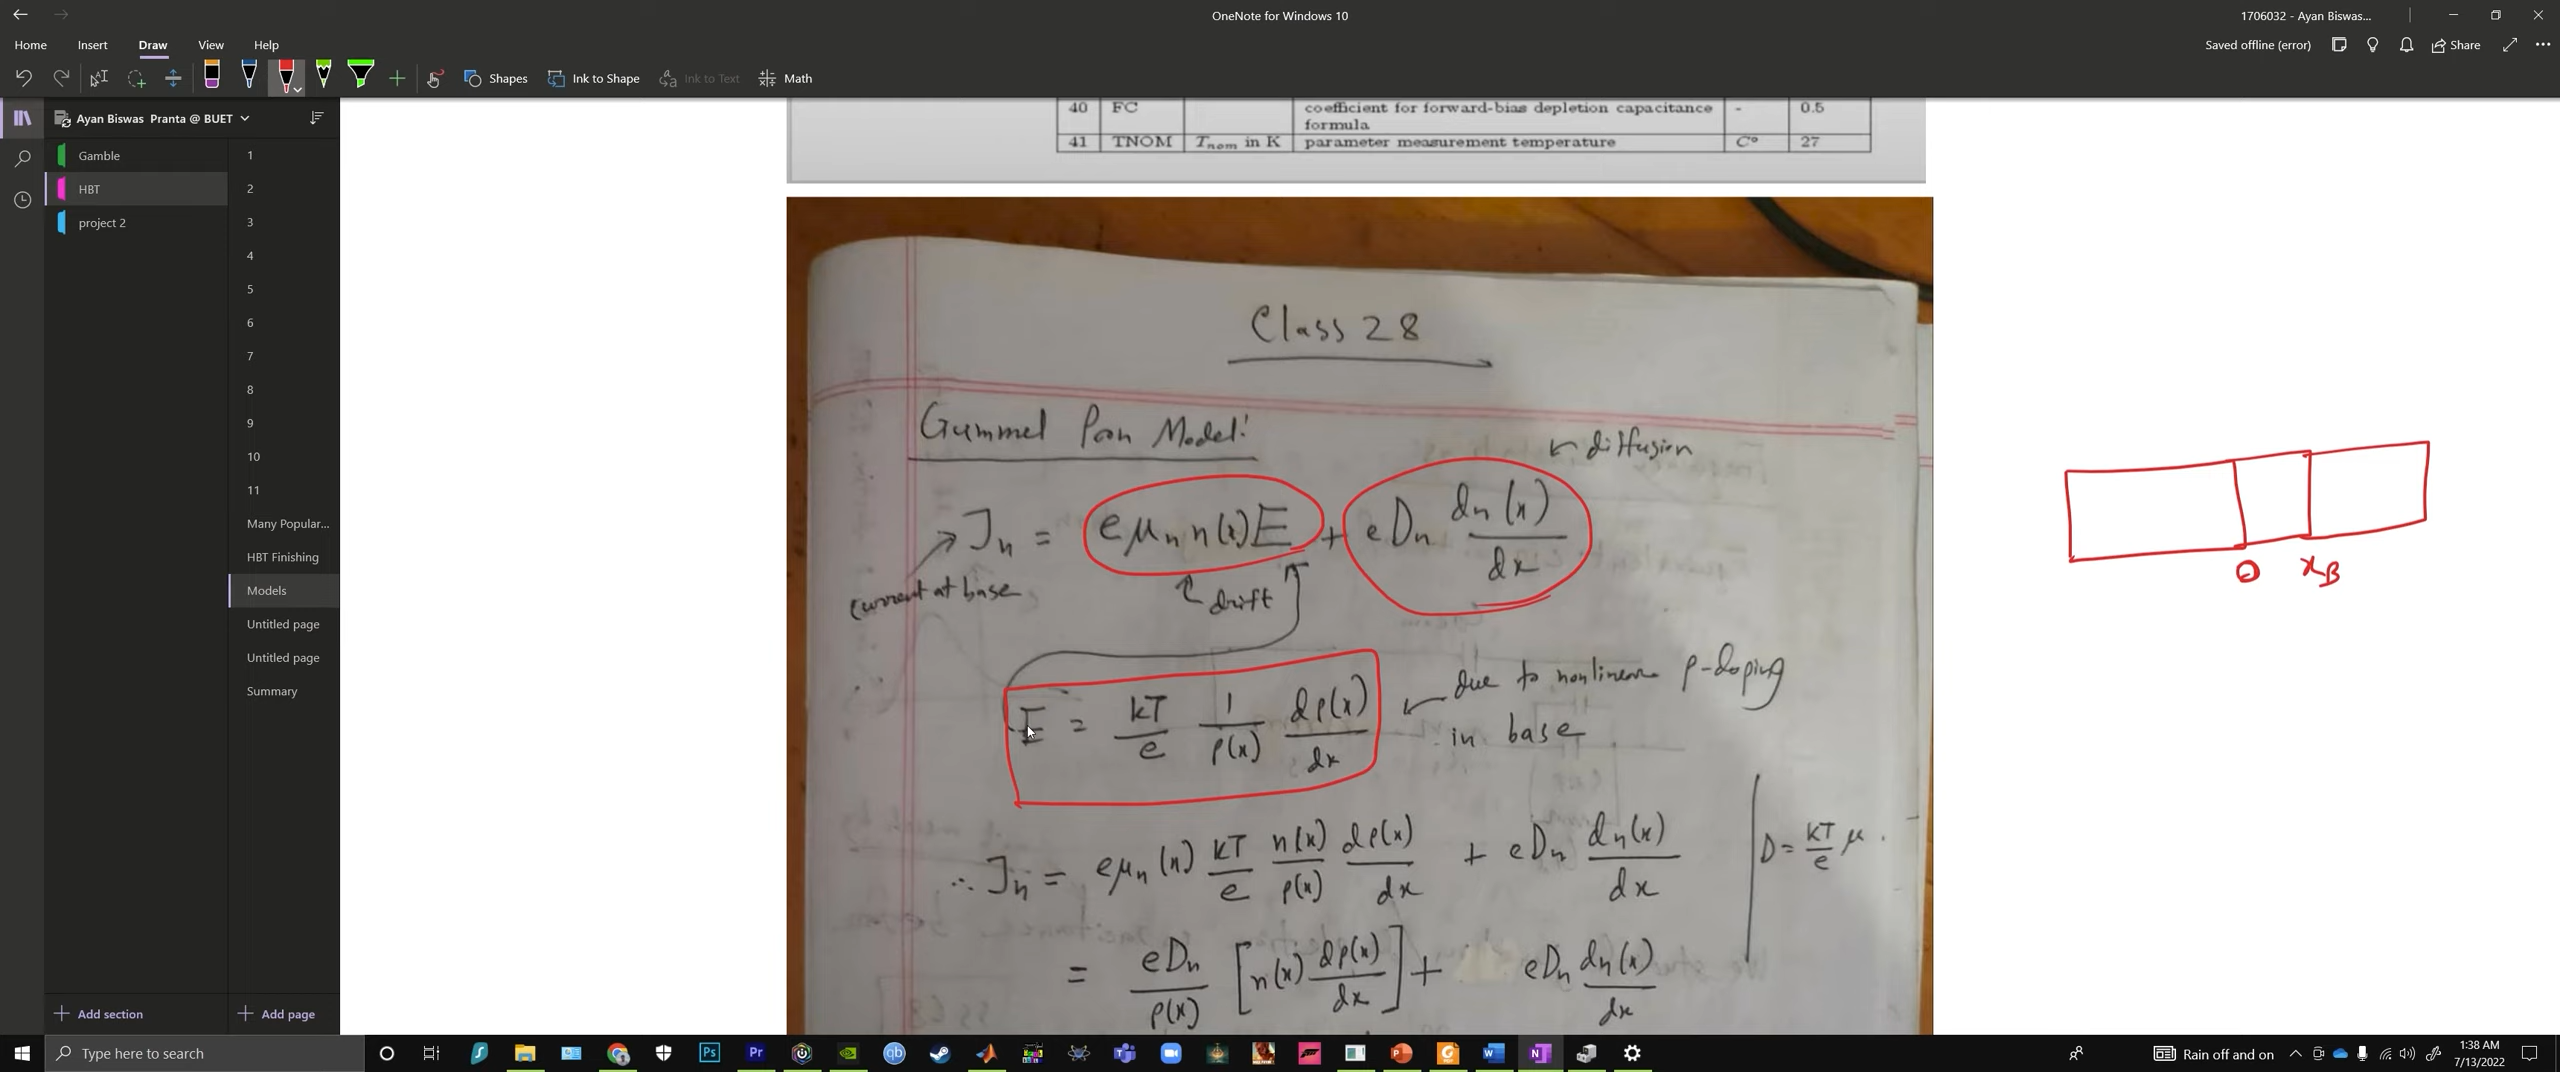 OneNote for Windows 10
1706032 - Ayan Biswas...
Home Insert Draw View Help
Saved offline (error) Share
Shapes Ink to Shape Ink to Text Math
Ayan Biswas Pranta @ BUET
Gamble
HBT
project 2
1
2
3
4
5
6
7
8
9
10
11
Many Popular...
HBT Finishing
Models
Untitled page
Untitled page
Summary
Add section
Add page
40 FC coefficient for forward-bias depletion capacitance formula - 0.5
41 TNOM Tnom in K parameter measurement temperature C° 27
Class 28
Gummel Poon Model:
diffusion
Jn = eμn n(x)E + eDn dn(x)/dx
current at base
drift
E = kT/e 1/p(x) dp(x)/dx
due to nonlinear p-doping
in base
∴ Jn = eμn(x) kT/e n(x)/p(x) dp(x)/dx + eDn dn(x)/dx
D = kT/e μ.
= eDn/p(x) [n(x) dp(x)/dx] + eDn dn(x)/dx
0 xB
Type here to search
Rain off and on
1:38 AM
7/13/2022